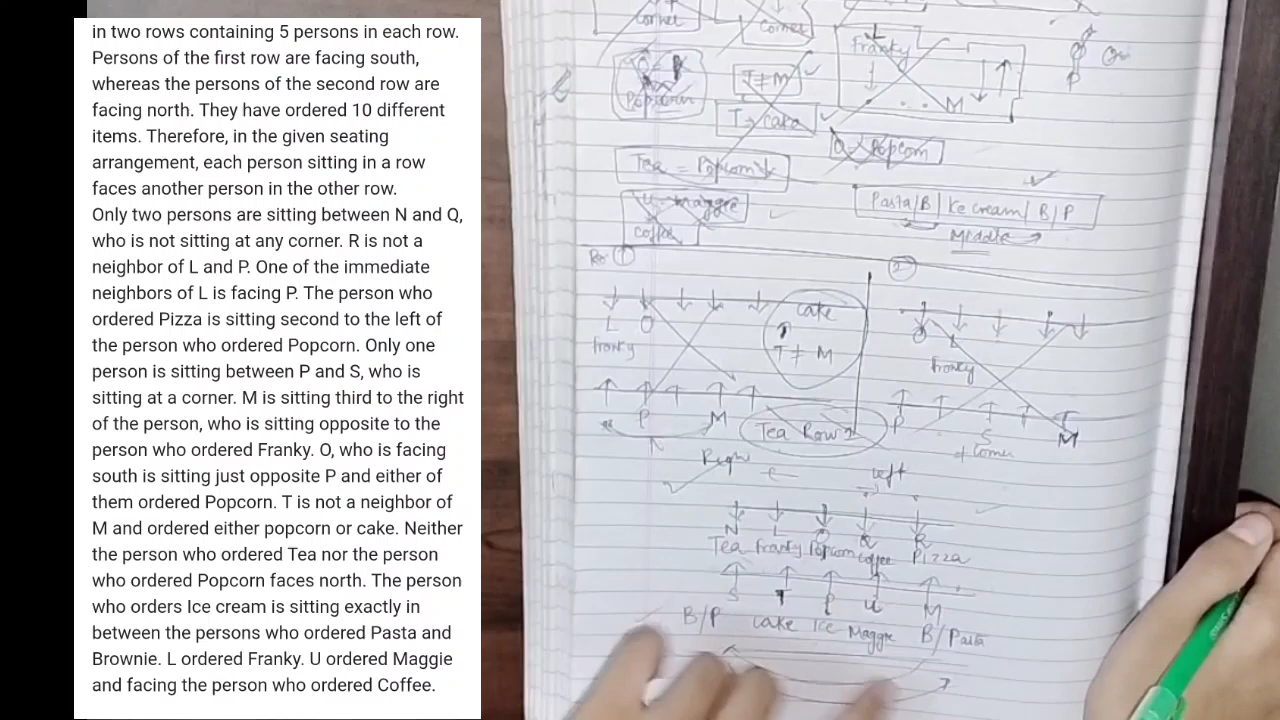 in two rows containing 5 persons in each row.
Persons of the first row are facing south,
whereas the persons of the second row are
facing north. They have ordered 10 different
items. Therefore, in the given seating
arrangement, each person sitting in a row
faces another person in the other row.
Only two persons are sitting between N and Q,
who is not sitting at any corner. R is not a
neighbor of L and P. One of the immediate
neighbors of L is facing P. The person who
ordered Pizza is sitting second to the left of
the person who ordered Popcorn. Only one
person is sitting between P and S, who is
sitting at a corner. M is sitting third to the right
of the person, who is sitting opposite to the
person who ordered Franky. O, who is facing
south is sitting just opposite P and either of
them ordered Popcorn. T is not a neighbor of
M and ordered either popcorn or cake. Neither
the person who ordered Tea nor the person
who ordered Popcorn faces north. The person
who orders Ice cream is sitting exactly in
between the persons who ordered Pasta and
Brownie. L ordered Franky. U ordered Maggie
and facing the person who ordered Coffee.
Corner Corner
Franky
Popcorn
T ≠ M
M
T → Cake
Popcorn
Tea = Popcorn ↓
U → maggie
coffee
Pasta/B | Ice cream | B/P
Middle
Row ① ②
L O
Franky
Cake
T ≠ M
O
Franky
P M
N
P S M
≠ Corner
Tea Row 1
Right left
N L O Q R
Tea Franky Popcorn Coffee Pizza
S T P U M
B/P Cake Ice Maggie B/Pasta